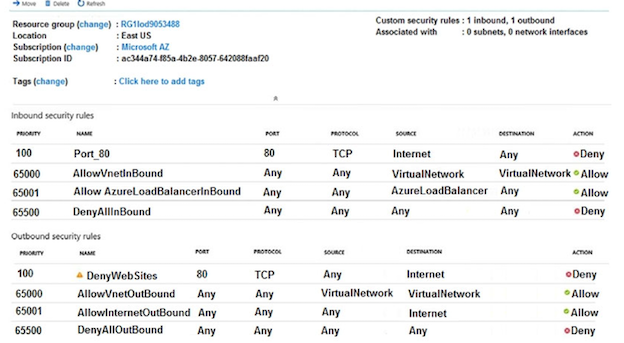 Move Delete Refresh
Resource group (change) : RG1lod9053488
Location : East US
Subscription (change) : Microsoft AZ
Subscription ID : ac344a74-f85a-4b2e-8057-642088faaf20
Custom security rules : 1 inbound, 1 outbound
Associated with : 0 subnets, 0 network interfaces
Tags (change) : Click here to add tags
Inbound security rules
PRIORITY NAME PORT PROTOCOL SOURCE DESTINATION ACTION
100 Port_80 80 TCP Internet Any Deny
65000 AllowVnetInBound Any Any VirtualNetwork VirtualNetwork Allow
65001 Allow AzureLoadBalancerInBound Any Any AzureLoadBalancer Any Allow
65500 DenyAllInBound Any Any Any Any Deny
Outbound security rules
PRIORITY NAME PORT PROTOCOL SOURCE DESTINATION ACTION
100 DenyWebSites 80 TCP Any Internet Deny
65000 AllowVnetOutBound Any Any VirtualNetwork VirtualNetwork Allow
65001 AllowInternetOutBound Any Any Any Internet Allow
65500 DenyAllOutBound Any Any Any Any Deny